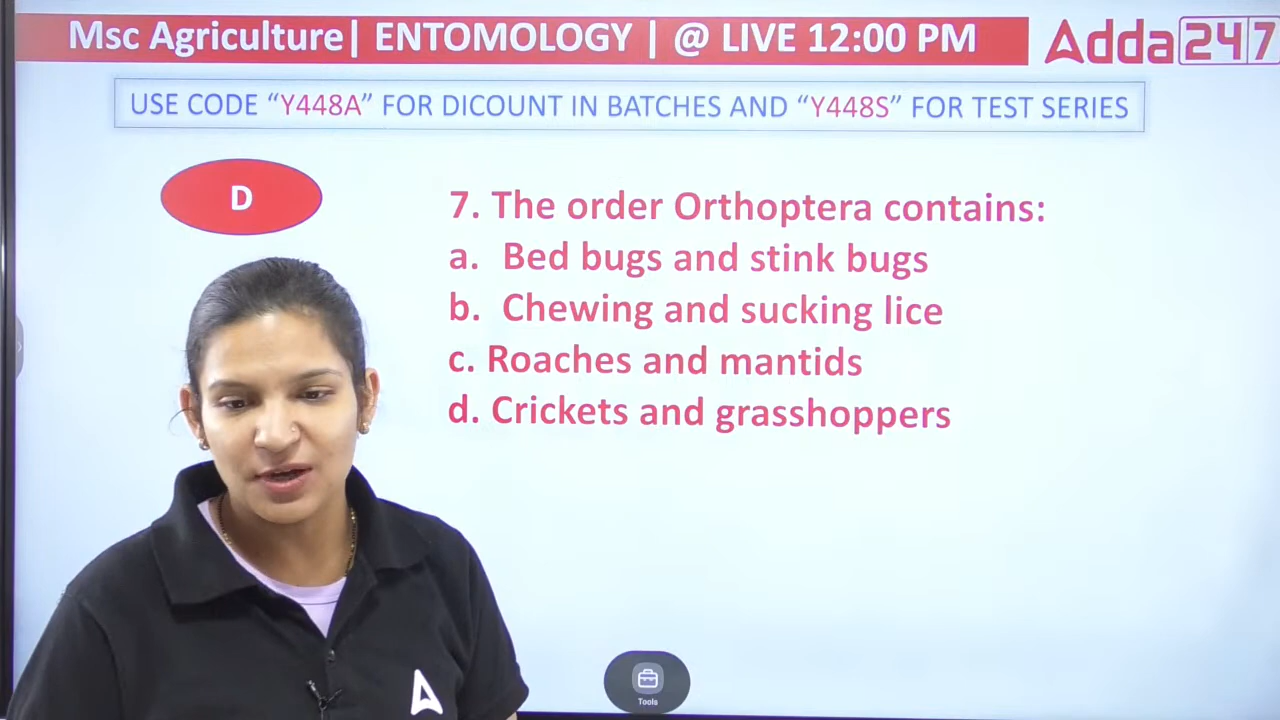 Msc Agriculture| ENTOMOLOGY | @ LIVE 12:00 PM
Adda 247
USE CODE “Y448A” FOR DICOUNT IN BATCHES AND “Y448S” FOR TEST SERIES
D
7. The order Orthoptera contains:
a. Bed bugs and stink bugs
b. Chewing and sucking lice
c. Roaches and mantids
d. Crickets and grasshoppers
Tools